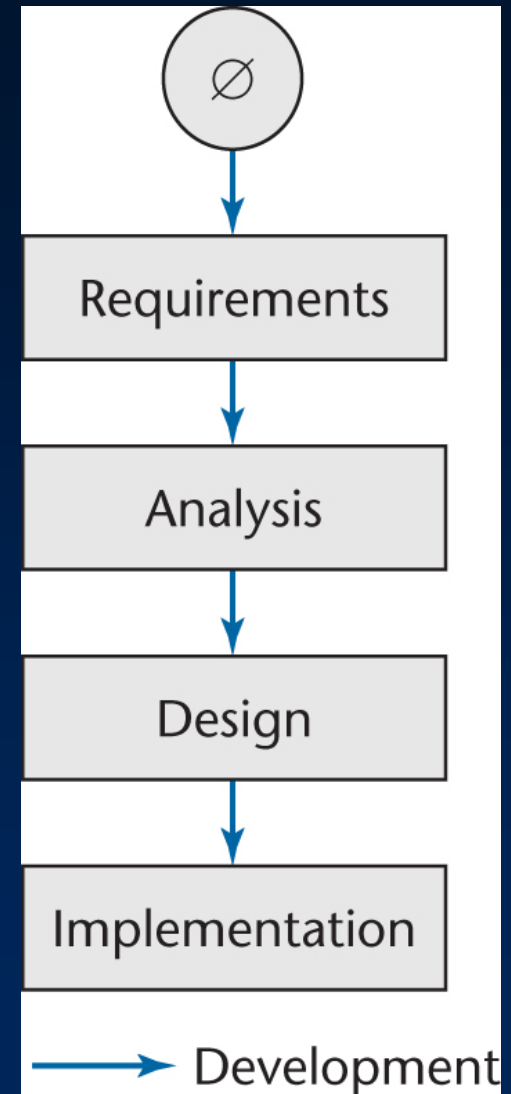 ∅
Requirements
Analysis
Design
Implementation
Development